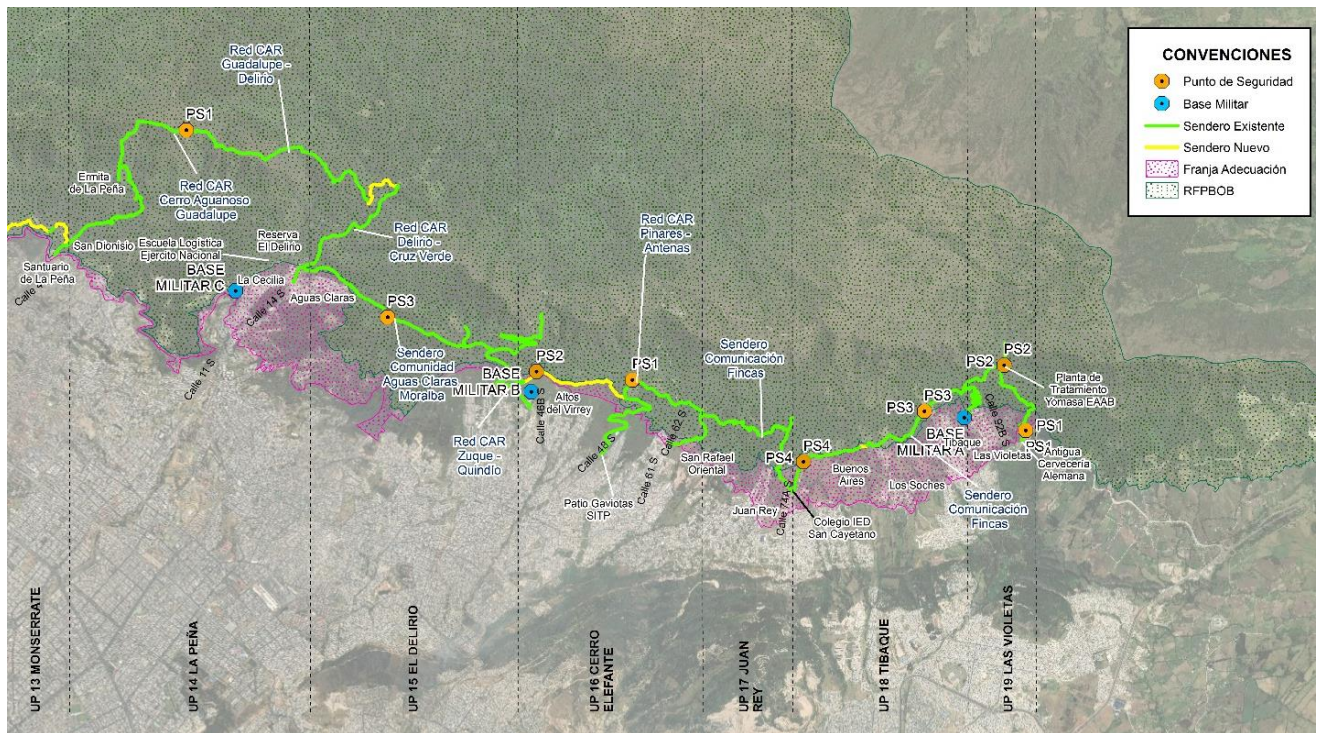 CONVENCIONES
Punto de Seguridad
Base Militar
Sendero Existente
Sendero Nuevo
Franja Adecuación
RFPBOB
Red CAR
Guadalupe -
Delirio
PS1
Ermita
de La Peña
Red CAR
Cerro Aguanoso
Guadalupe
San Dionisio
Escuela Logística
Ejército Nacional
Reserva
El Delirio
Red CAR
Delirio -
Cruz Verde
Red CAR
Pinares -
Antenas
Santuario
de La Peña
Calle
BASE
MILITAR C
La Cecilia
Calle 14 S
Aguas Claras
Calle 11 S
PS3
Sendero
Comunidad
Aguas Claras
Moralba
PS2
BASE
MILITAR B
PS1
Altos
del Virrey
Calle 46B S
Red CAR
Zuque -
Quindío
Calle 48 S
Calle 61 S
Calle 62 S
Patio Gaviotas
SITP
Sendero
Comunicación
Fincas
San Rafael
Oriental
Juan Rey
PS4
PS4
Calle 74A S
Colegio IED
San Cayetano
Buenos
Aires
Los Soches
PS3
PS3
BASE
MILITAR A
Tibaque
Las Violetas
PS2
PS2
Planta de
Tratamiento
Yomasa EAAB
Calle 92B S
PS1
PS1
Antigua
Cervecería
Alemana
Sendero
Comunicación
Fincas
UP 13 MONSERRATE
UP 14 LA PEÑA
UP 15 EL DELIRIO
UP 16 CERRO
ELEFANTE
UP 17 JUAN
REY
UP 18 TIBAQUE
UP 19 LAS VIOLETAS